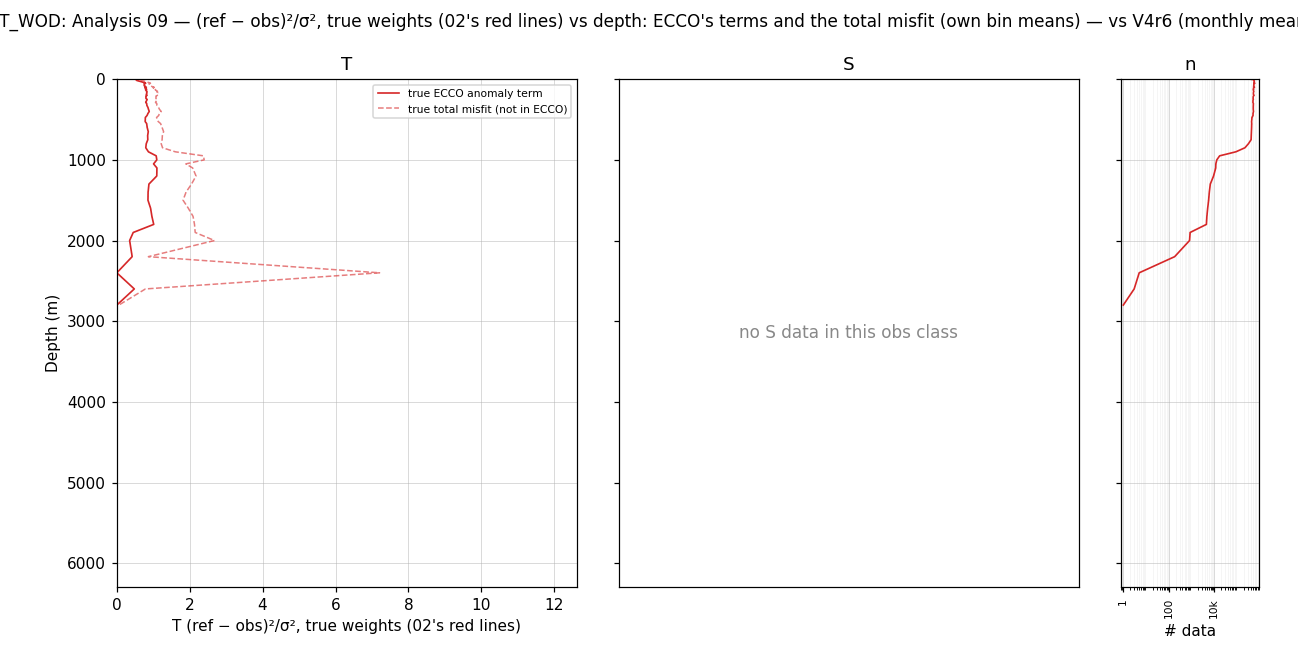 T_WOD: Analysis 09 — (ref − obs)²/σ², true weights (02's red lines) vs depth: ECCO's terms and the total misfit (own bin means) — vs V4r6 (monthly
T
S
n
true ECCO anomaly term
true total misfit (not in ECCO)
no S data in this obs class
Depth (m)
0
1000
2000
3000
4000
5000
6000
0 2 4 6 8 10 12
1 100 10k
T (ref − obs)²/σ², true weights (02's red lines)
# data